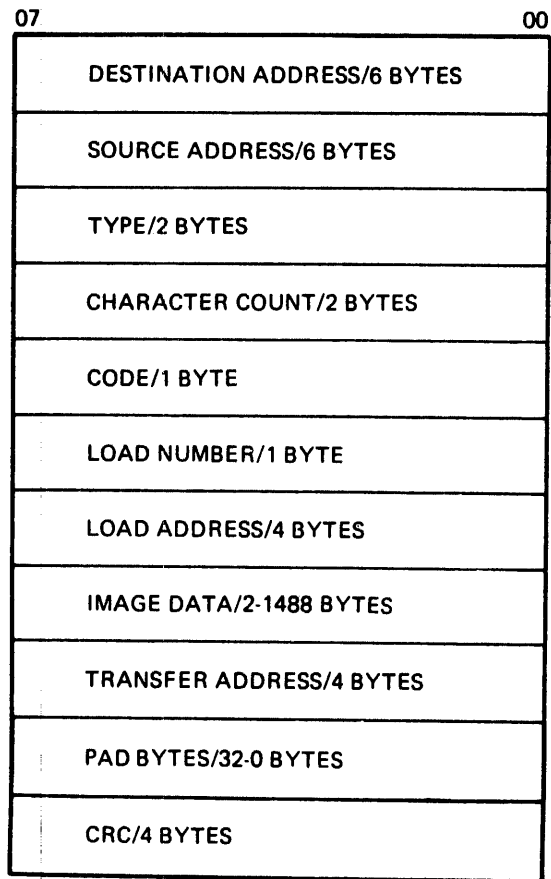 07 00
DESTINATION ADDRESS/6 BYTES
SOURCE ADDRESS/6 BYTES
TYPE/2 BYTES
CHARACTER COUNT/2 BYTES
CODE/1 BYTE
LOAD NUMBER/1 BYTE
LOAD ADDRESS/4 BYTES
IMAGE DATA/2-1488 BYTES
TRANSFER ADDRESS/4 BYTES
PAD BYTES/32-0 BYTES
CRC/4 BYTES